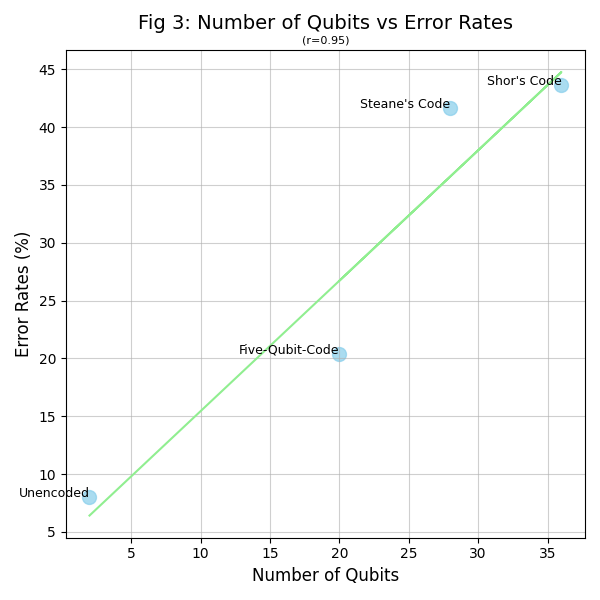 Fig 3: Number of Qubits vs Error Rates
(r=0.95)
45
40
35
30
25
20
15
10
5
Error Rates (%)
Shor's Code
Steane's Code
Five-Qubit-Code
Unencoded
5 10 15 20 25 30 35
Number of Qubits